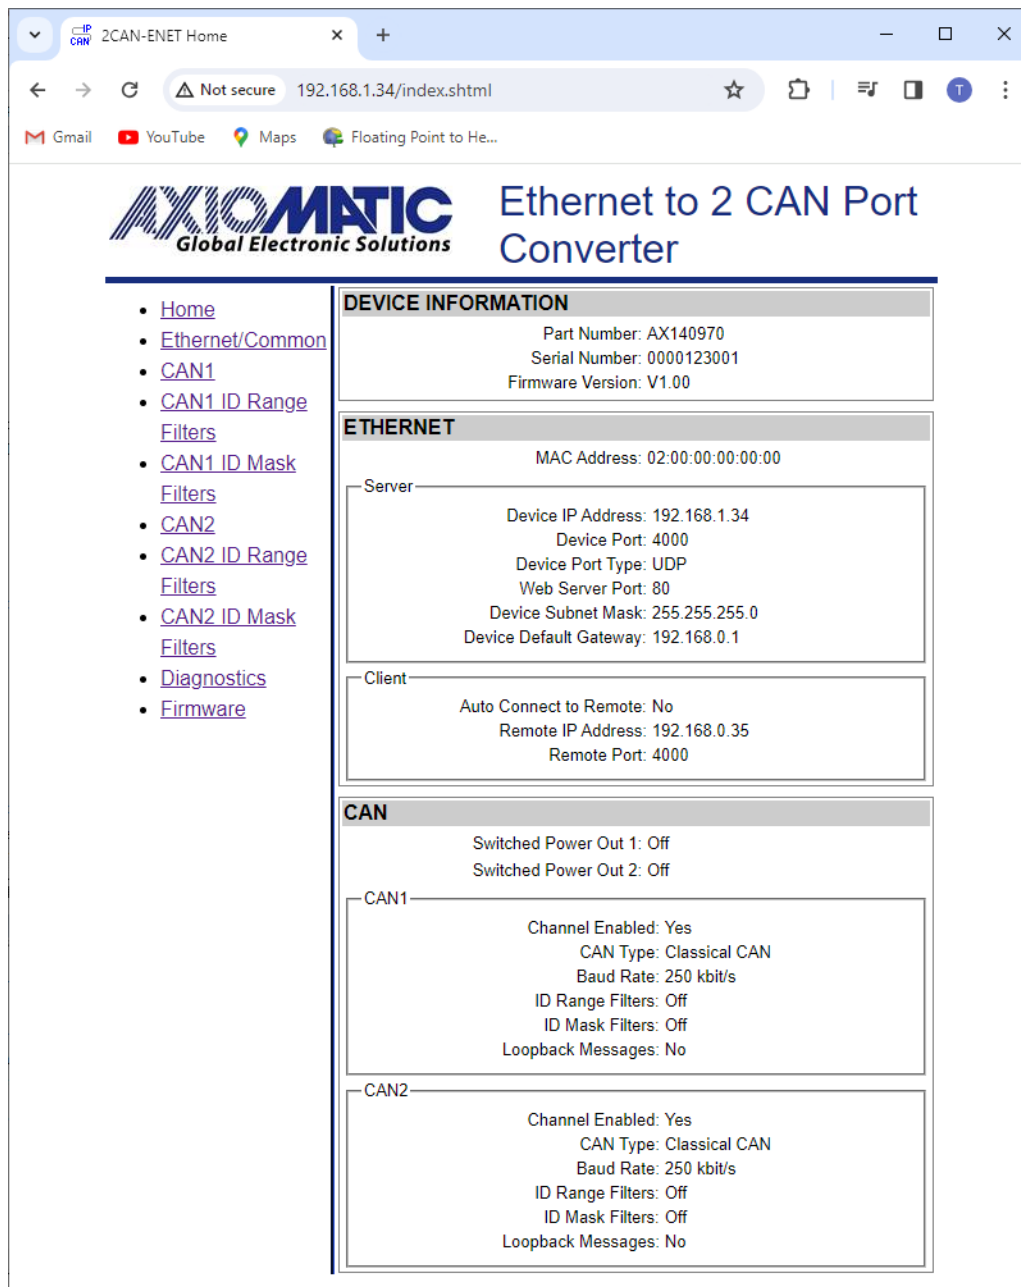 IP
CAN
2CAN-ENET Home
Not secure
192.168.1.34/index.shtml
T
Gmail
YouTube
Maps
Floating Point to He...
AXIOMATIC
Global Electronic Solutions
Ethernet to 2 CAN Port
Converter
Home
Ethernet/Common
CAN1
CAN1 ID Range
Filters
CAN1 ID Mask
Filters
CAN2
CAN2 ID Range
Filters
CAN2 ID Mask
Filters
Diagnostics
Firmware
DEVICE INFORMATION
Part Number: AX140970
Serial Number: 0000123001
Firmware Version: V1.00
ETHERNET
MAC Address: 02:00:00:00:00:00
Server
Device IP Address: 192.168.1.34
Device Port: 4000
Device Port Type: UDP
Web Server Port: 80
Device Subnet Mask: 255.255.255.0
Device Default Gateway: 192.168.0.1
Client
Auto Connect to Remote: No
Remote IP Address: 192.168.0.35
Remote Port: 4000
CAN
Switched Power Out 1: Off
Switched Power Out 2: Off
CAN1
Channel Enabled: Yes
CAN Type: Classical CAN
Baud Rate: 250 kbit/s
ID Range Filters: Off
ID Mask Filters: Off
Loopback Messages: No
CAN2
Channel Enabled: Yes
CAN Type: Classical CAN
Baud Rate: 250 kbit/s
ID Range Filters: Off
ID Mask Filters: Off
Loopback Messages: No